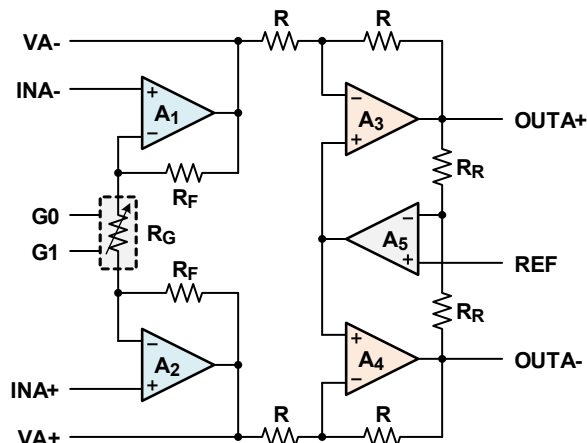 R R
VA-
INA-
A1
A3
OUTA+
RF
RR
G0
RG
A5
G1
REF
RF
RR
A2
A4
OUTA-
INA+
R R
VA+